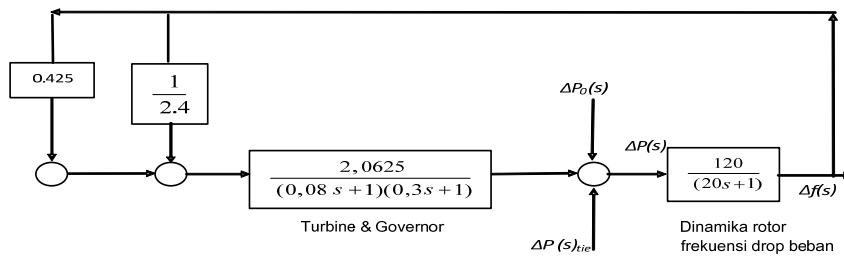 0.425
1
2.4
ΔP₀(s)
2,0625
(0,08 s+1)(0,3s+1)
ΔP(s)
120
(20s+1)
Δf(s)
Turbine & Governor
ΔP (s)tie
Dinamika rotor
frekuensi drop beban